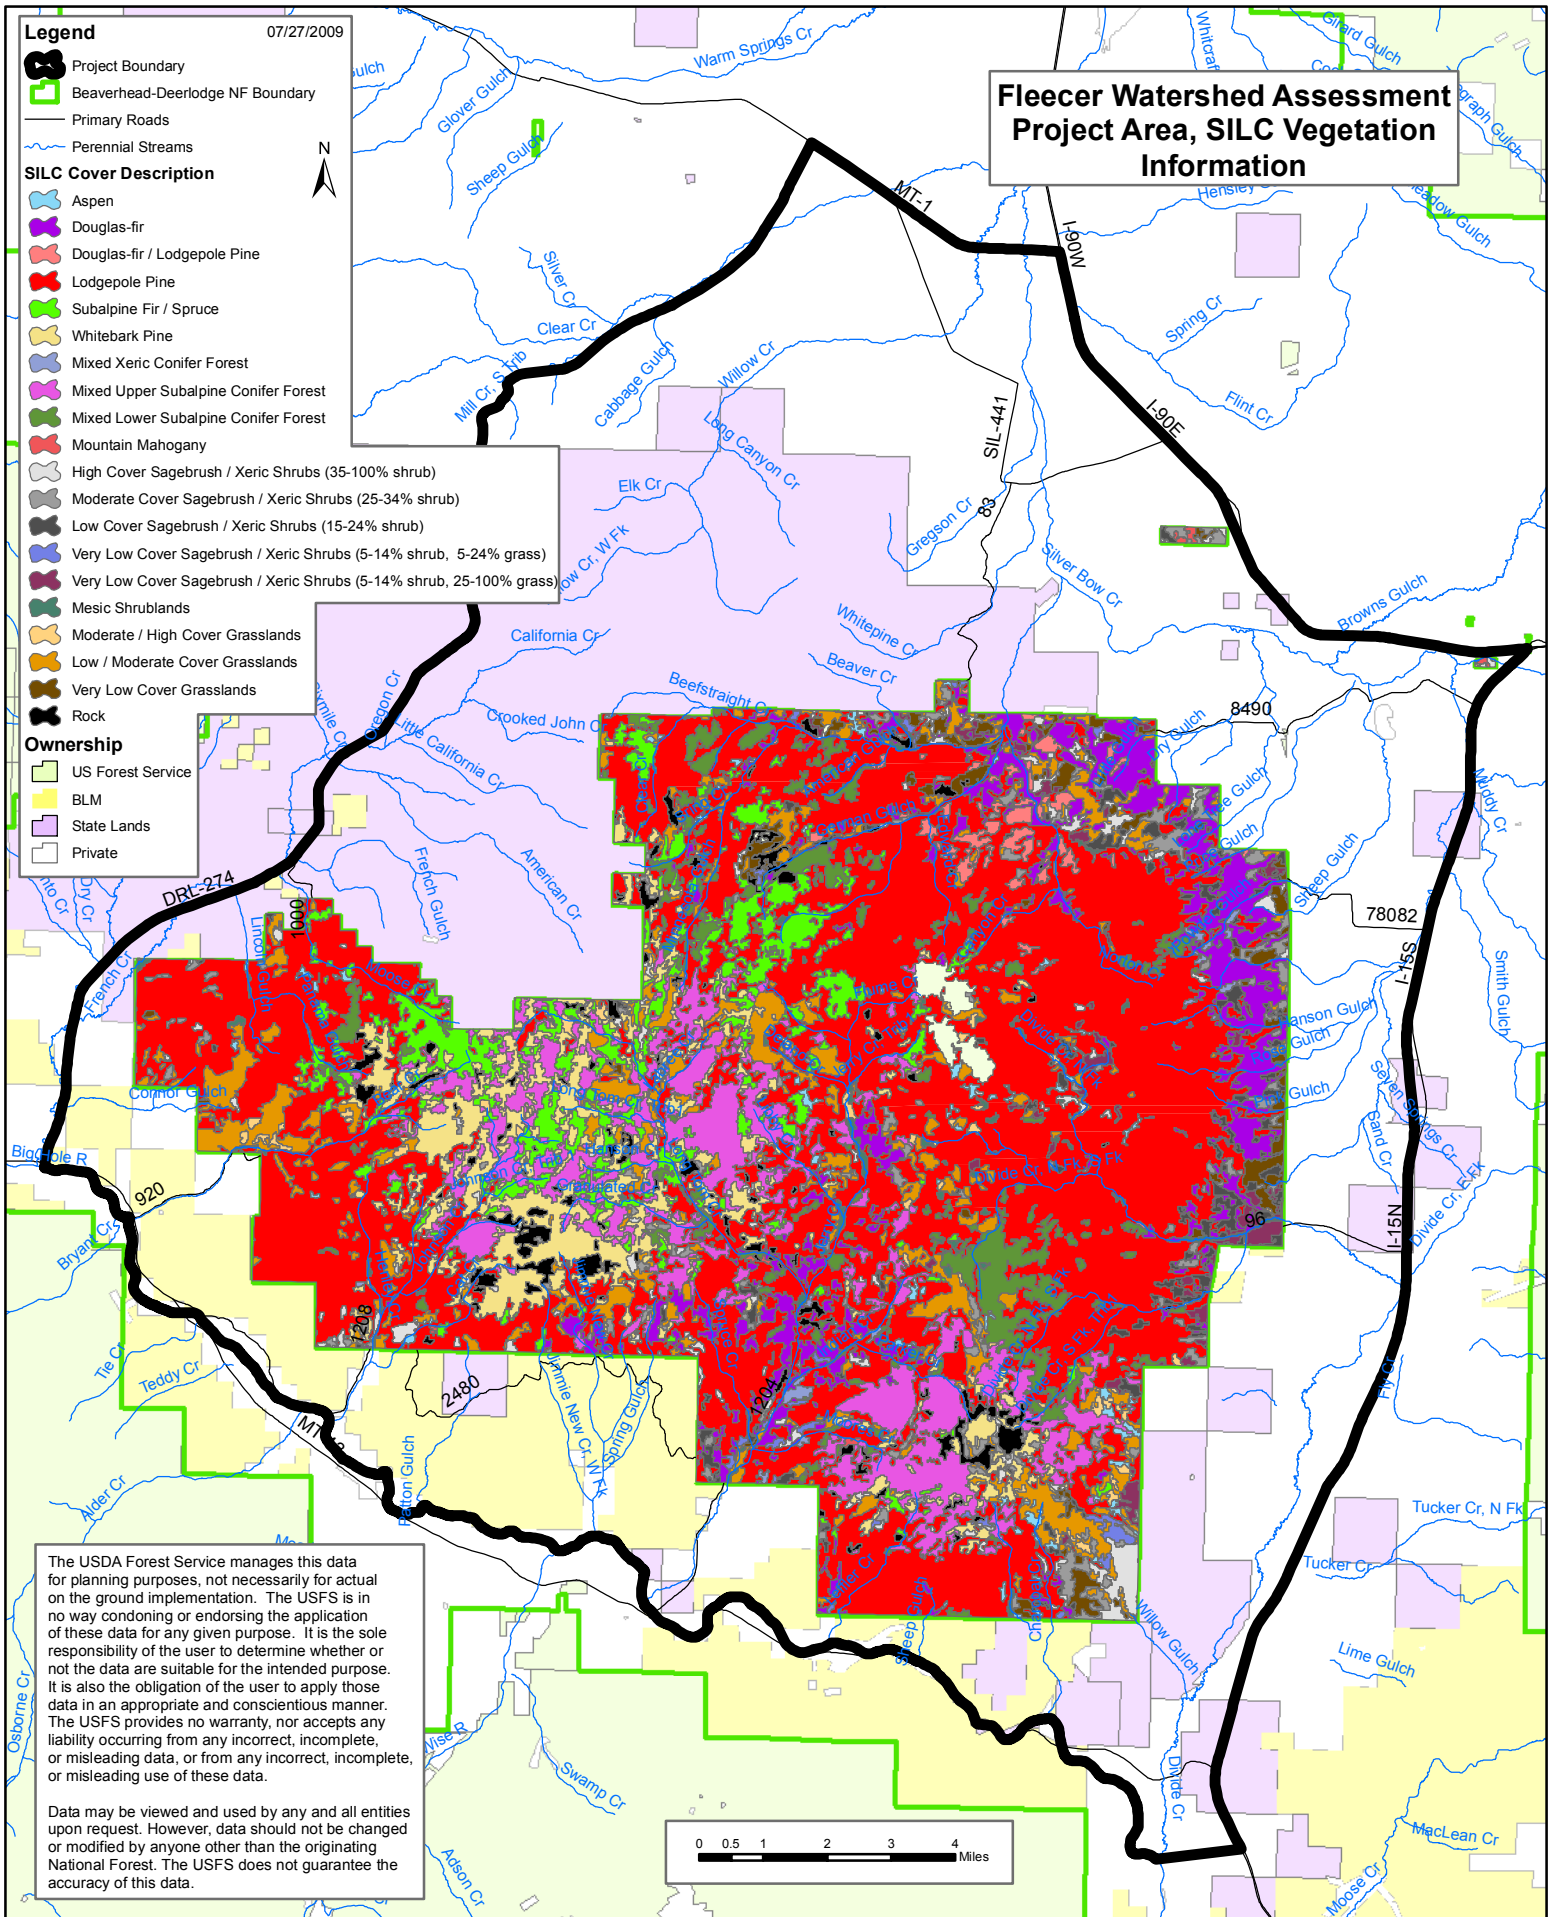 Legend
07/27/2009
Project Boundary
Beaverhead-Deerlodge NF Boundary
Primary Roads
Perennial Streams
N
SILC Cover Description
Aspen
Douglas-fir
Douglas-fir / Lodgepole Pine
Lodgepole Pine
Subalpine Fir / Spruce
Whitebark Pine
Mixed Xeric Conifer Forest
Mixed Upper Subalpine Conifer Forest
Mixed Lower Subalpine Conifer Forest
Mountain Mahogany
High Cover Sagebrush / Xeric Shrubs (35-100% shrub)
Moderate Cover Sagebrush / Xeric Shrubs (25-34% shrub)
Low Cover Sagebrush / Xeric Shrubs (15-24% shrub)
Very Low Cover Sagebrush / Xeric Shrubs (5-14% shrub, 5-24% grass)
Very Low Cover Sagebrush / Xeric Shrubs (5-14% shrub, 25-100% grass)
Mesic Shrublands
Moderate / High Cover Grasslands
Low / Moderate Cover Grasslands
Very Low Cover Grasslands
Rock
Ownership
US Forest Service
BLM
State Lands
Private
Fleecer Watershed Assessment
Project Area, SILC Vegetation
Information
Warm Springs Cr
Glover Gulch
Sheep Gulch
Girard Gulch
MT-1
I-90W
Silver Cr
Clear Cr
Mill Cr, S Trib
Cabbage Gulch
Willow Cr
Spring Cr
Flint Cr
I-90E
SIL-441
83
Long Canyon Cr
Elk Cr
Gregson Cr
Silver Bow Cr
Browns Gulch
Whitepine Cr
California Cr
Beaver Cr
Beefstraight Cr
Oregon Cr
Crooked John C
Little California Cr
8490
Muddy Cr
Sheep Gulch
French Gulch
American Cr
DRL-274
1000
78082
I-15S
Smith Gulch
French Cr
Moose Cr
Connor Gulch
Seven Springs Cr
Sand Cr
Big Hole R
920
Bryant Cr
96
I-15N
Divide Cr, E Fk
1208
Tie Cr
Teddy Cr
2480
Jimmie New Cr, W Fk
Spring Gulch
1204
Fly Cr
Patton Gulch
Alder Cr
Tucker Cr, N Fk
Tucker Cr
Willow Gulch
Lime Gulch
Osborne Cr
Wise R
Swamp Cr
Divide Cr
MacLean Cr
Moose Cr
Adson Cr
The USDA Forest Service manages this data
for planning purposes, not necessarily for actual
on the ground implementation. The USFS is in
no way condoning or endorsing the application
of these data for any given purpose. It is the sole
responsibility of the user to determine whether or
not the data are suitable for the intended purpose.
It is also the obligation of the user to apply those
data in an appropriate and conscientious manner.
The USFS provides no warranty, nor accepts any
liability occurring from any incorrect, incomplete,
or misleading data, or from any incorrect, incomplete,
or misleading use of these data.
Data may be viewed and used by any and all entities
upon request. However, data should not be changed
or modified by anyone other than the originating
National Forest. The USFS does not guarantee the
accuracy of this data.
0 0.5 1 2 3 4
Miles